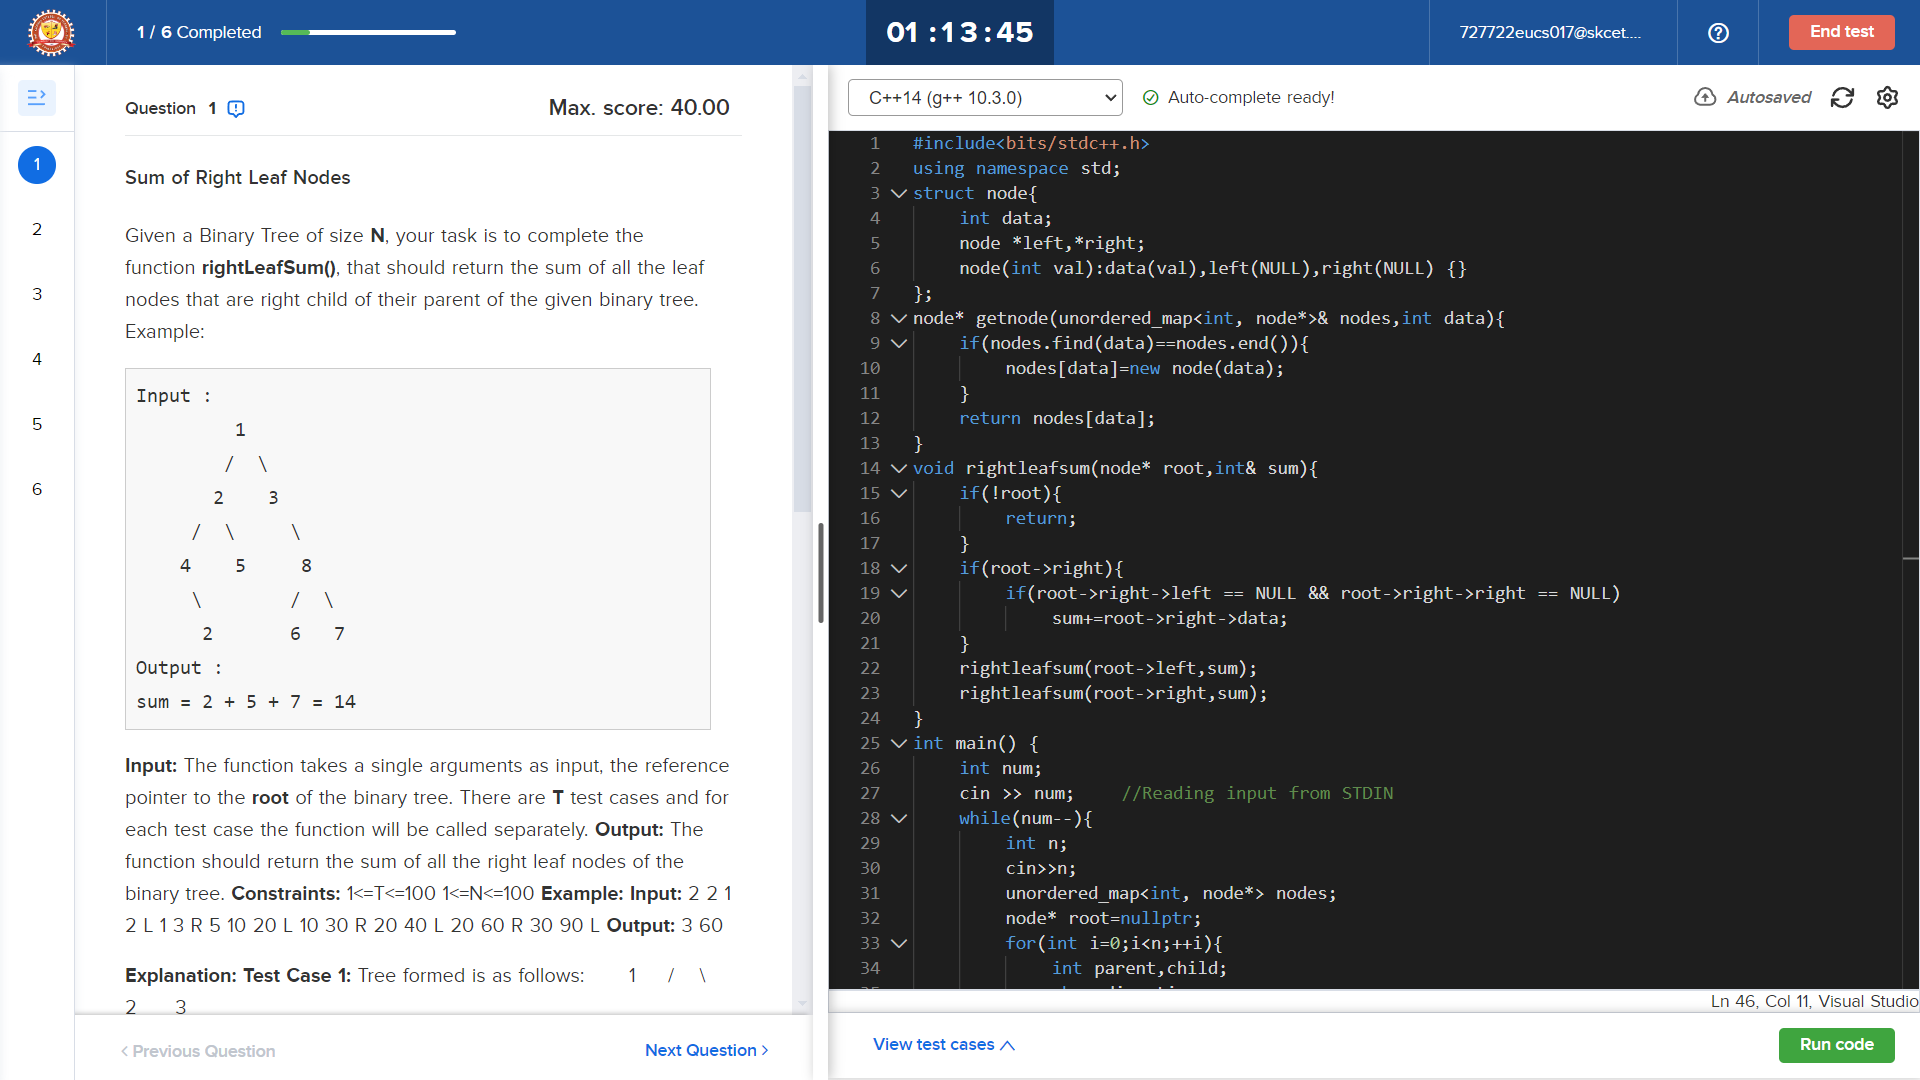 1 / 6 Completed
01 :13:45
727722eucs017@skcet....
End test
Question 1
Max. score: 40.00
1
2
3
4
5
6
Sum of Right Leaf Nodes
Given a Binary Tree of size N, your task is to complete the
function rightLeafSum(), that should return the sum of all the leaf
nodes that are right child of their parent of the given binary tree.
Example:
Input :
1
/ \
2 3
/ \ \
4 5 8
\ / \
2 6 7
Output :
sum = 2 + 5 + 7 = 14
Input: The function takes a single arguments as input, the reference
pointer to the root of the binary tree. There are T test cases and for
each test case the function will be called separately. Output: The
function should return the sum of all the right leaf nodes of the
binary tree. Constraints: 1<=T<=100 1<=N<=100 Example: Input: 2 2 1
2 L 1 3 R 5 10 20 L 10 30 R 20 40 L 20 60 R 30 90 L Output: 3 60
Explanation: Test Case 1: Tree formed is as follows: 1 / \
2 3
< Previous Question
Next Question >
C++14 (g++ 10.3.0)
Auto-complete ready!
Autosaved
1 #include<bits/stdc++.h>
2 using namespace std;
3 struct node{
4 int data;
5 node *left,*right;
6 node(int val):data(val),left(NULL),right(NULL) {}
7 };
8 node* getnode(unordered_map<int, node*>& nodes,int data){
9 if(nodes.find(data)==nodes.end()){
10 nodes[data]=new node(data);
11 }
12 return nodes[data];
13 }
14 void rightleafsum(node* root,int& sum){
15 if(!root){
16 return;
17 }
18 if(root->right){
19 if(root->right->left == NULL && root->right->right == NULL)
20 sum+=root->right->data;
21 }
22 rightleafsum(root->left,sum);
23 rightleafsum(root->right,sum);
24 }
25 int main() {
26 int num;
27 cin >> num; //Reading input from STDIN
28 while(num--){
29 int n;
30 cin>>n;
31 unordered_map<int, node*> nodes;
32 node* root=nullptr;
33 for(int i=0;i<n;++i){
34 int parent,child;
Ln 46, Col 11, Visual Studio
View test cases
Run code